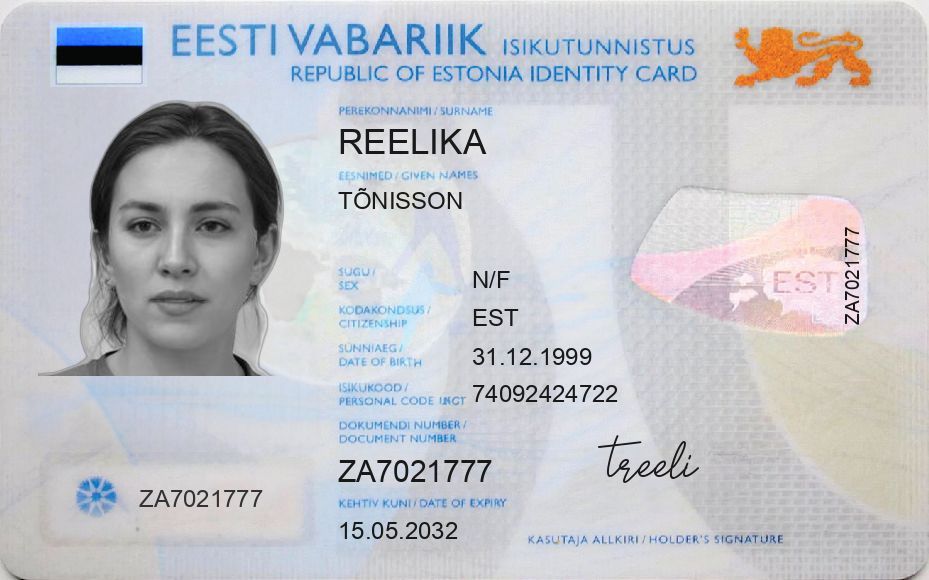 EESTI VABARIIK ISIKUTUNNISTUS
REPUBLIC OF ESTONIA IDENTITY CARD
PEREKONNANIMI / SURNAME
REELIKA
EESNIMED / GIVEN NAMES
TÕNISSON
SUGU /
SEX
N/F
KODAKONDSUS /
CITIZENSHIP
EST
SÜNNIAEG /
DATE OF BIRTH
31.12.1999
ISIKUKOOD /
PERSONAL CODE
74092424722
DOKUMENDI NUMBER /
DOCUMENT NUMBER
ZA7021777
KEHTIV KUNI / DATE OF EXPIRY
15.05.2032
ZA7021777
EST
ZA7021777
treeli
KASUTAJA ALLKIRI / HOLDER'S SIGNATURE